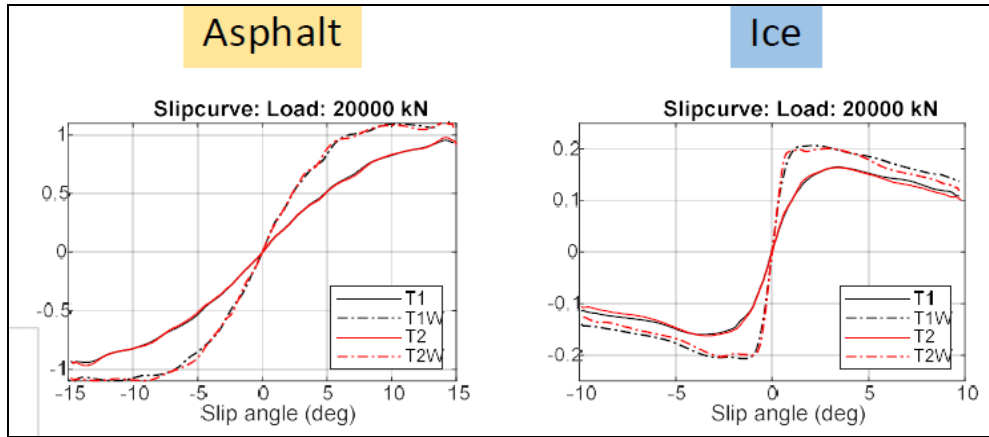 Asphalt
Ice
Slipcurve: Load: 20000 kN
1
0.5
0
-0.5
-1
-15
-10
-5
0
5
10
15
Slip angle (deg)
T1
T1W
T2
T2W
Slipcurve: Load: 20000 kN
0.2
0.1
0
-0.1
-0.2
-10
-5
0
5
10
Slip angle (deg)
T1
T1W
T2
T2W